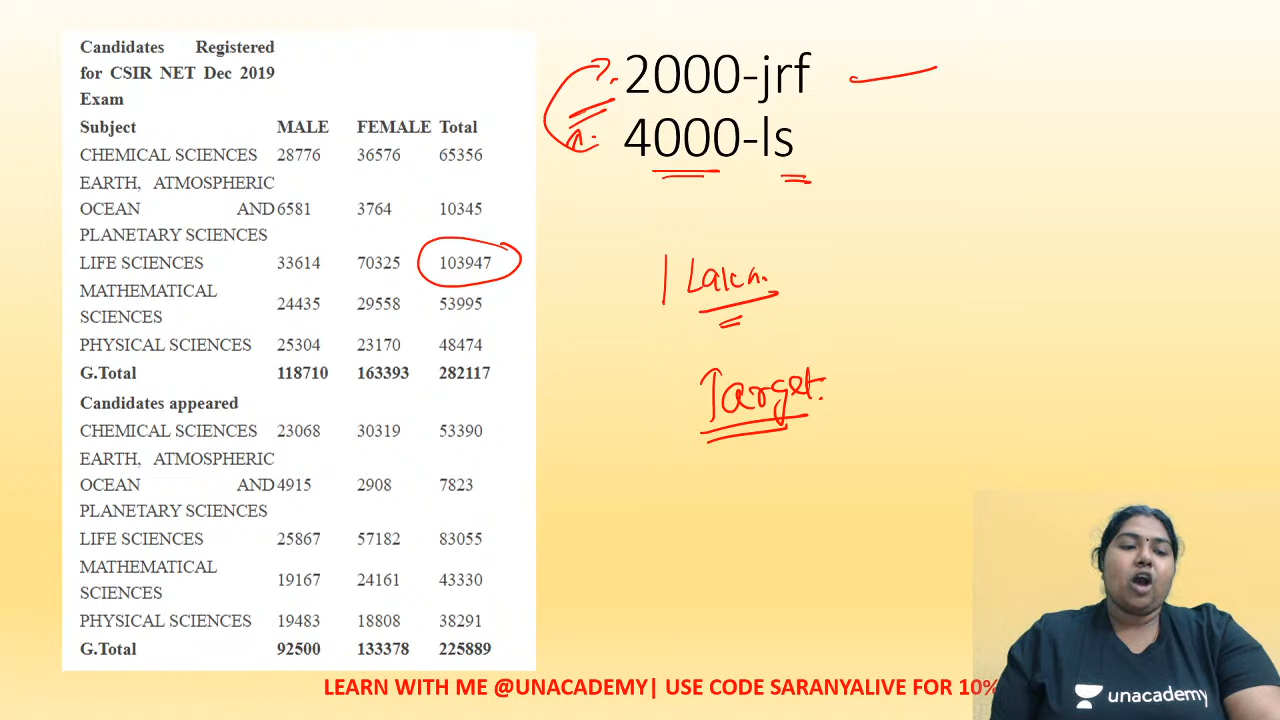 Candidates Registered
for CSIR NET Dec 2019
Exam
Subject MALE FEMALE Total
CHEMICAL SCIENCES 28776 36576 65356
EARTH, ATMOSPHERIC
OCEAN AND 6581 3764 10345
PLANETARY SCIENCES
LIFE SCIENCES 33614 70325 103947
MATHEMATICAL
SCIENCES 24435 29558 53995
PHYSICAL SCIENCES 25304 23170 48474
G.Total 118710 163393 282117
Candidates appeared
CHEMICAL SCIENCES 23068 30319 53390
EARTH, ATMOSPHERIC
OCEAN AND 4915 2908 7823
PLANETARY SCIENCES
LIFE SCIENCES 25867 57182 83055
MATHEMATICAL
SCIENCES 19167 24161 43330
PHYSICAL SCIENCES 19483 18808 38291
G.Total 92500 133378 225889
2000-jrf
4000-ls
1 Lakh.
Target.
unacademy
LEARN WITH ME @UNACADEMY| USE CODE SARANYALIVE FOR 10%